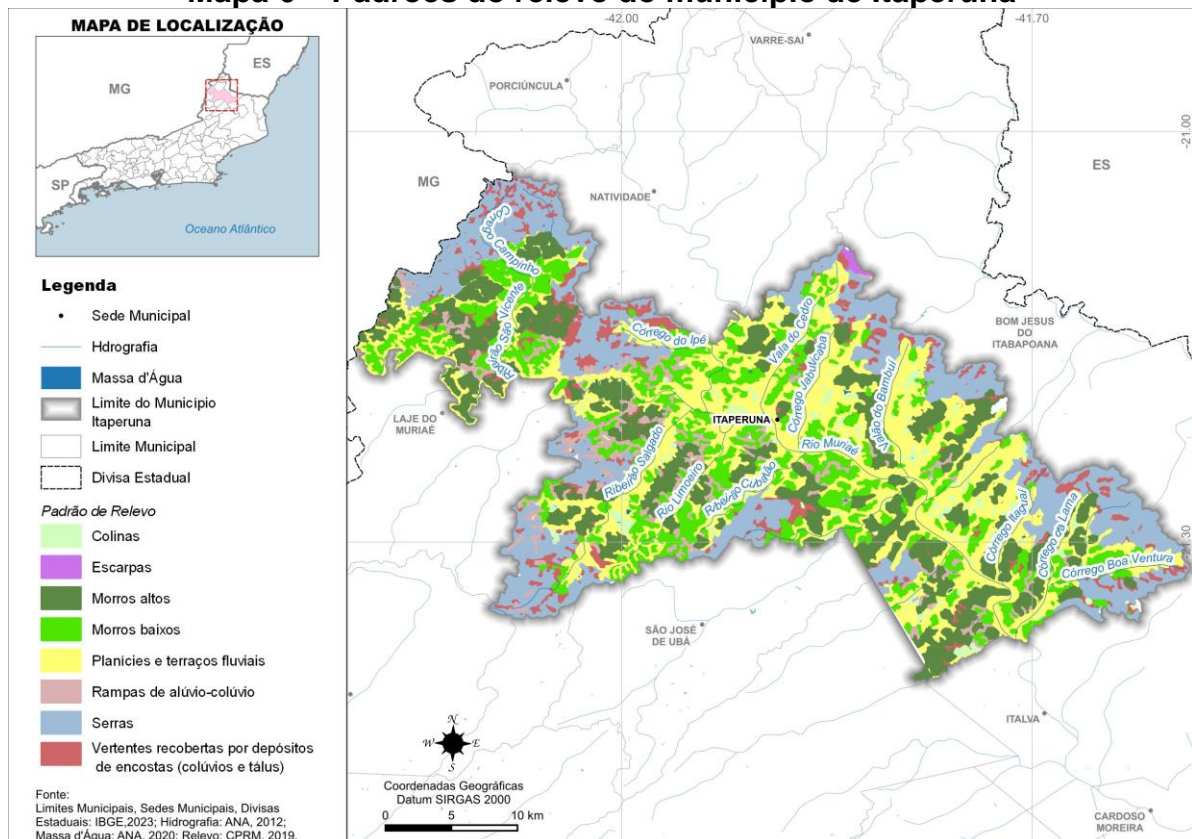 Mapa 6 – Padrões de relevo do município de Itaperuna
MAPA DE LOCALIZAÇÃO
MG
ES
SP
Oceano Atlântico
Legenda
Sede Municipal
Hdrografia
Massa d'Água
Limite do Município
Itaperuna
Limite Municipal
Divisa Estadual
Padrão de Relevo
Colinas
Escarpas
Morros altos
Morros baixos
Planícies e terraços fluviais
Rampas de alúvio-colúvio
Serras
Vertentes recobertas por depósitos
de encostas (colúvios e tálus)
Fonte:
Limites Municipais, Sedes Municipais, Divisas
Estaduais: IBGE,2023; Hidrografia: ANA, 2012;
Massa d'Água: ANA, 2020; Relevo: CPRM, 2019.
-42.00
-41.70
-21.00
-21.30
VARRE-SAI
PORCIÚNCULA
MG
ES
NATIVIDADE
BOM JESUS
DO
ITABAPOANA
LAJE DO
MURIAÉ
ITAPERUNA
SÃO JOSÉ
DE UBÁ
ITALVA
CARDOSO
MOREIRA
Córrego Campinho
Ribeirão São Vicente
Córrego do Ipê
Vala do Cedro
Córrego Jabuticaba
Valão do Bambuí
Rio Muriaé
Ribeirão Salgado
Rio Limoeiro
Ribeirão Cubatão
Córrego Itaguaí
Córrego da Lama
Córrego Boa Ventura
N
W
E
S
Coordenadas Geográficas
Datum SIRGAS 2000
0 5 10 km